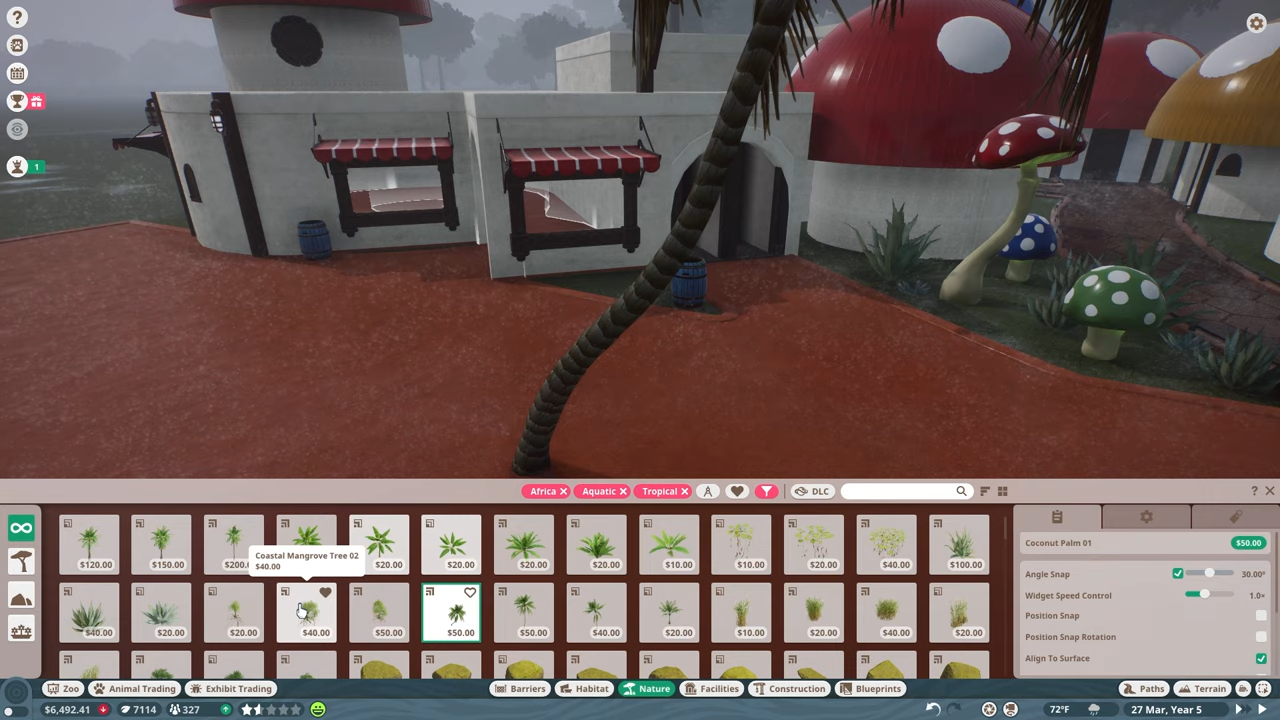 ?
1
Africa ✕ Aquatic ✕ Tropical ✕ DLC
? ✕
$120.00 $150.00 $200.0 $20.00 $20.00 $20.00 $20.00 $10.00 $10.00 $20.00 $40.00 $100.00
Coastal Mangrove Tree 02
$40.00
$40.00 $20.00 $20.00 $40.00 $50.00 $50.00 $50.00 $40.00 $20.00 $10.00 $20.00 $40.00 $20.00
Coconut Palm 01 $50.00
Angle Snap 30.00°
Widget Speed Control 1.0×
Position Snap
Position Snap Rotation
Align To Surface
Zoo Animal Trading Exhibit Trading Barriers Habitat Nature Facilities Construction Blueprints Paths Terrain
$6,492.41 7114 327 72°F 27 Mar, Year 5